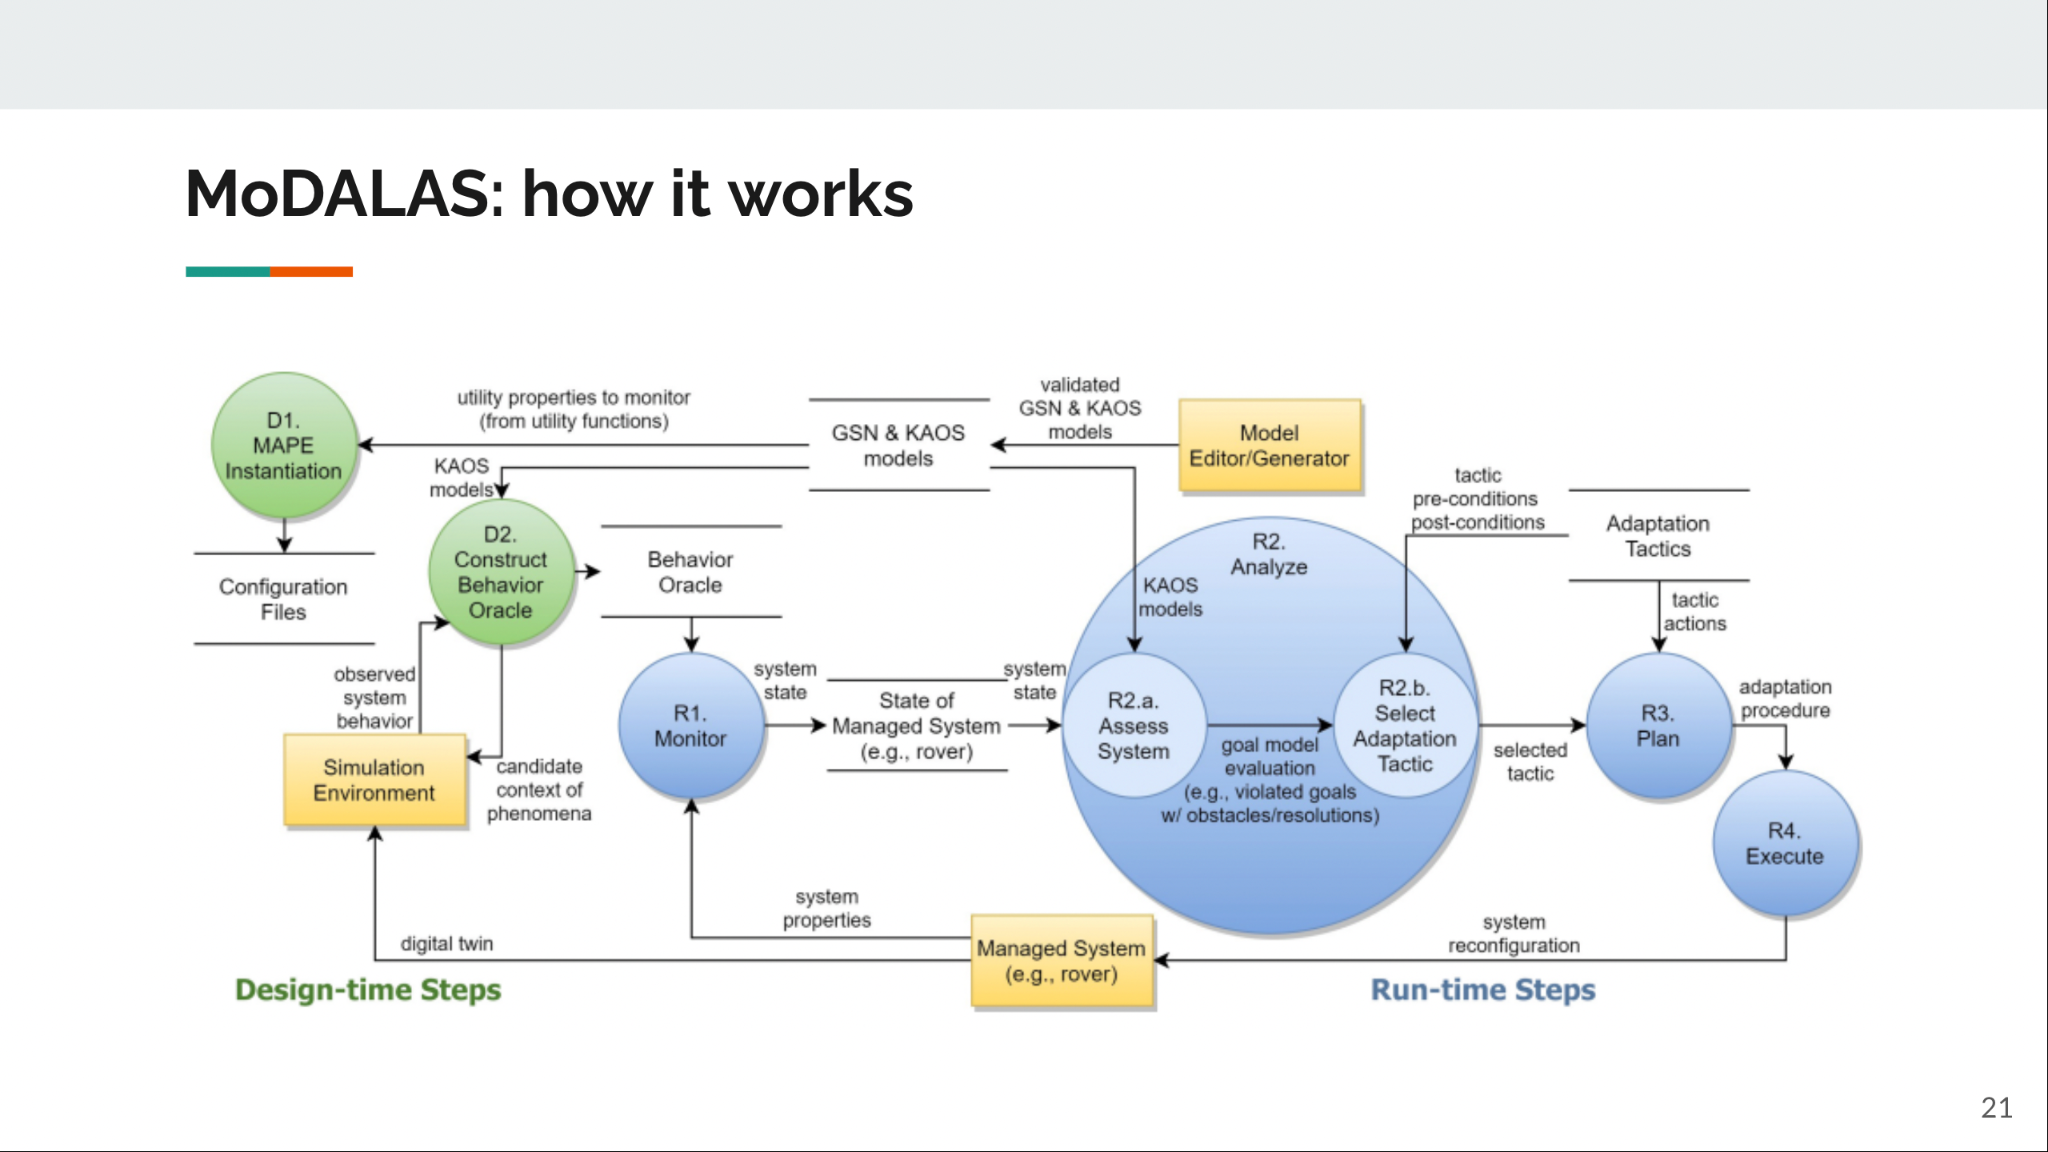 MoDALAS: how it works
D1.
MAPE
Instantiation
utility properties to monitor
(from utility functions)
GSN & KAOS
models
validated
GSN & KAOS
models
Model
Editor/Generator
KAOS
models
D2.
Construct
Behavior
Oracle
Behavior
Oracle
Configuration
Files
observed
system
behavior
Simulation
Environment
candidate
context of
phenomena
R1.
Monitor
system
state
State of
Managed System
(e.g., rover)
system
state
R2.
Analyze
KAOS
models
R2.a.
Assess
System
goal model
evaluation
(e.g., violated goals
w/ obstacles/resolutions)
R2.b.
Select
Adaptation
Tactic
tactic
pre-conditions
post-conditions
Adaptation
Tactics
tactic
actions
selected
tactic
R3.
Plan
adaptation
procedure
R4.
Execute
system
properties
digital twin
Managed System
(e.g., rover)
system
reconfiguration
Design-time Steps
Run-time Steps
21